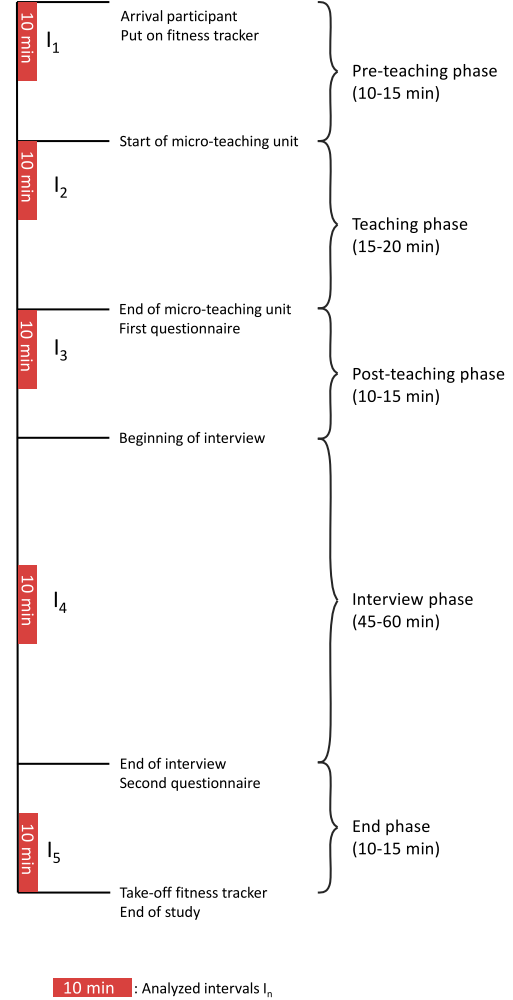 10 min
I1
Arrival participant
Put on fitness tracker
Pre-teaching phase
(10-15 min)
Start of micro-teaching unit
10 min
I2
Teaching phase
(15-20 min)
End of micro-teaching unit
First questionnaire
10 min
I3
Post-teaching phase
(10-15 min)
Beginning of interview
10 min
I4
Interview phase
(45-60 min)
End of interview
Second questionnaire
10 min
I5
End phase
(10-15 min)
Take-off fitness tracker
End of study
10 min : Analyzed intervals In